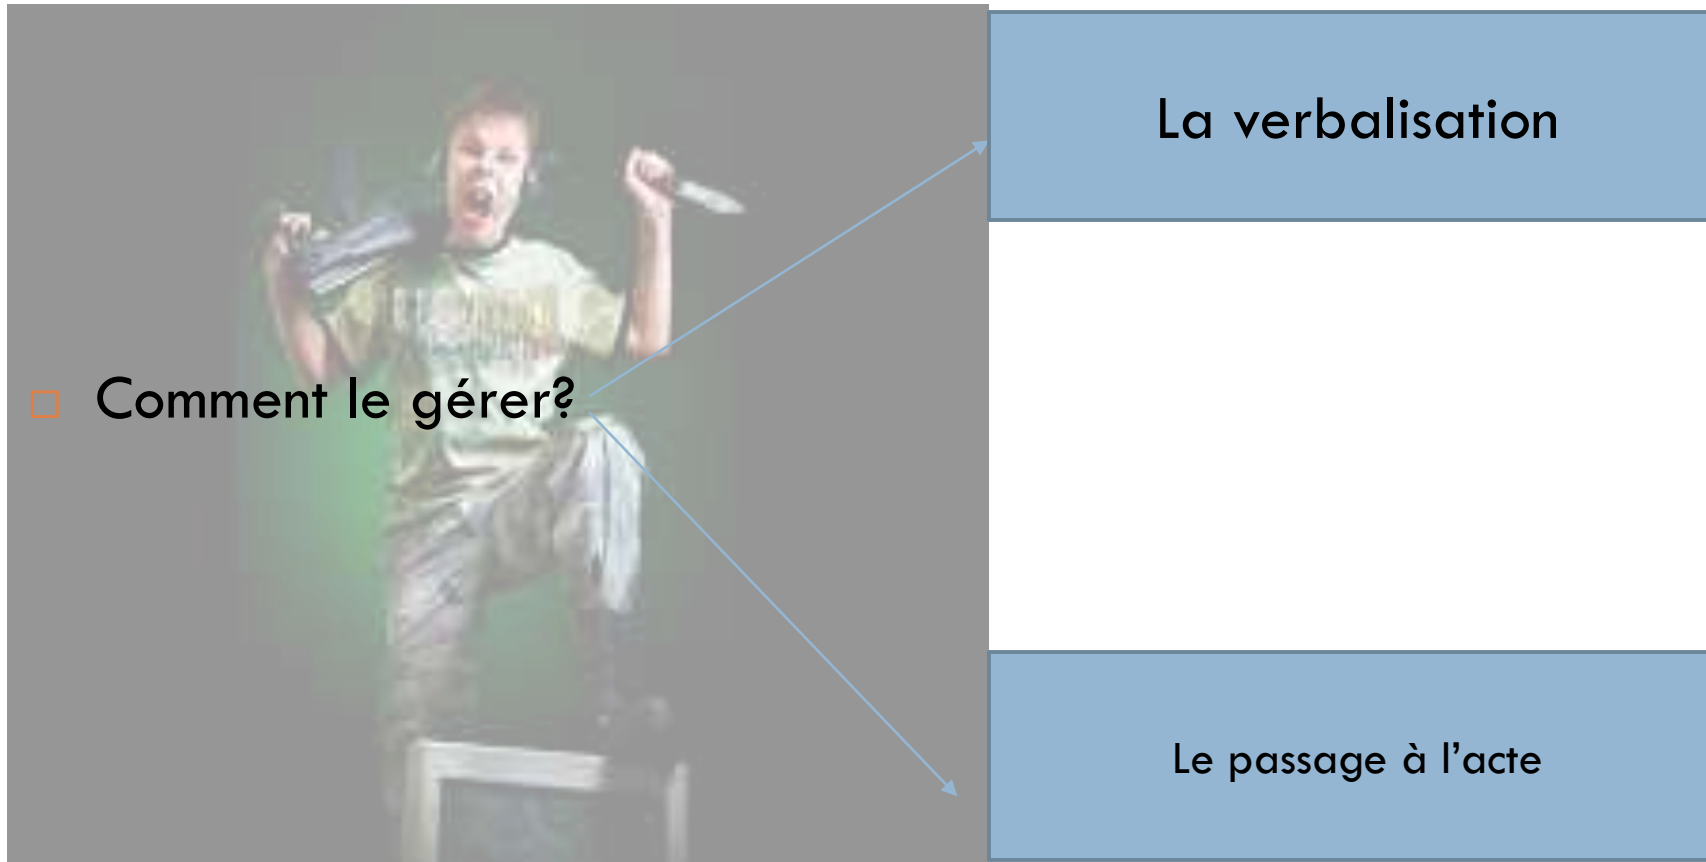 La verbalisation
Comment le gérer?
Le passage à l’acte